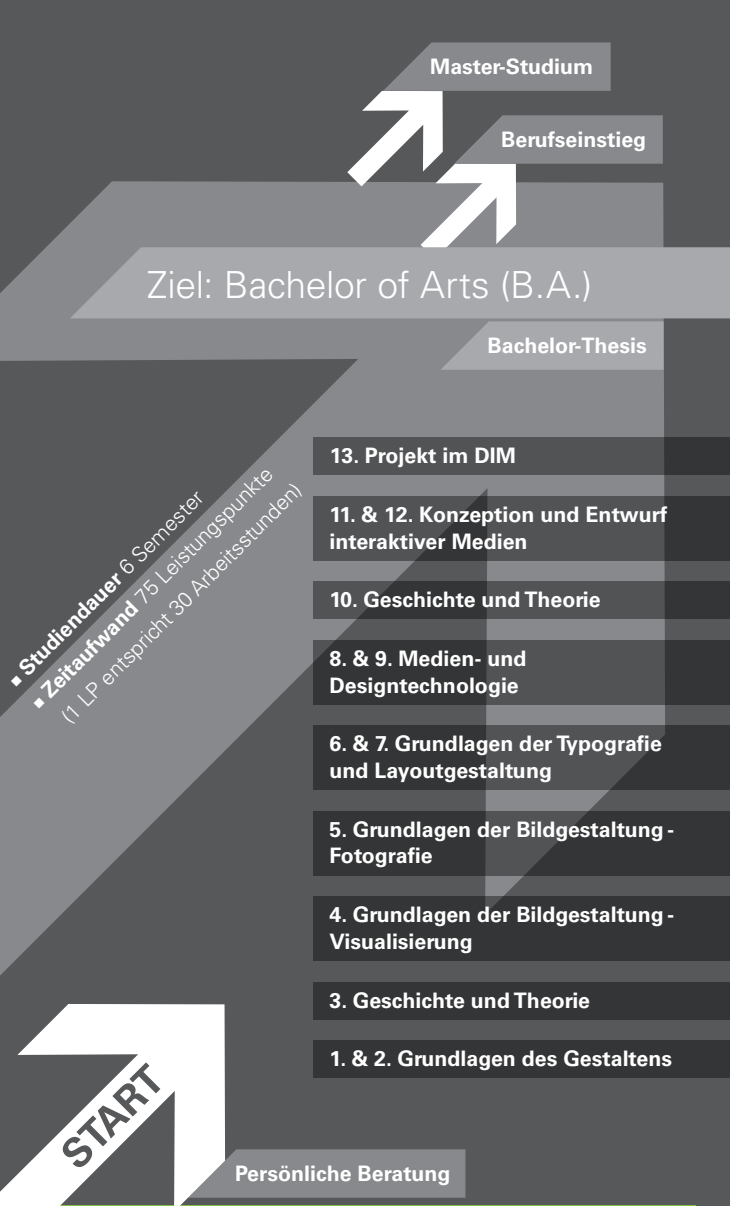 Master-Studium
Berufseinstieg
Ziel: Bachelor of Arts (B.A.)
Bachelor-Thesis
13. Projekt im DIM
11. & 12. Konzeption und Entwurf
interaktiver Medien
10. Geschichte und Theorie
8. & 9. Medien- und
Designtechnologie
6. & 7. Grundlagen der Typografie
und Layoutgestaltung
5. Grundlagen der Bildgestaltung -
Fotografie
4. Grundlagen der Bildgestaltung -
Visualisierung
3. Geschichte und Theorie
1. & 2. Grundlagen des Gestaltens
▪ Studiendauer 6 Semester
▪ Zeitaufwand 75 Leistungspunkte
(1 LP entspricht 30 Arbeitsstunden)
START
Persönliche Beratung